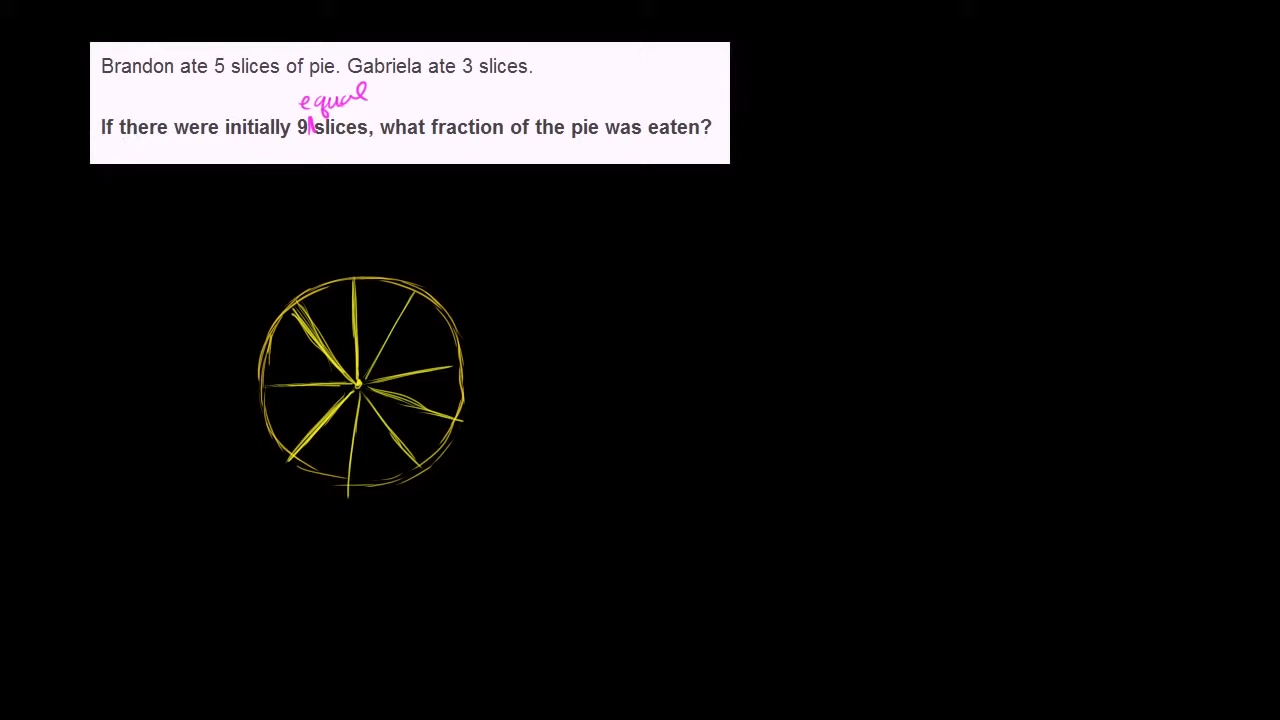 Brandon ate 5 slices of pie. Gabriela ate 3 slices.
equal
If there were initially 9 slices, what fraction of the pie was eaten?